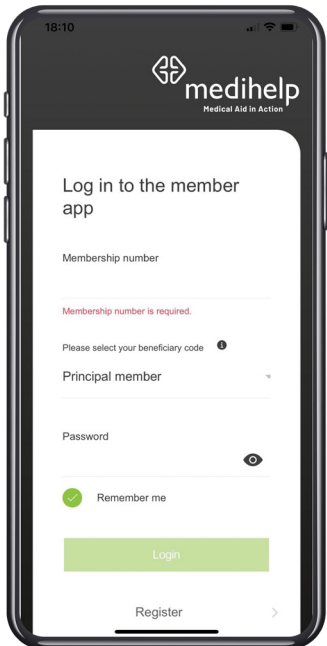 18:10
medihelp
Medical Aid in Action
Log in to the member
app
Membership number
Membership number is required.
Please select your beneficiary code
Principal member
Password
Remember me
Login
Register